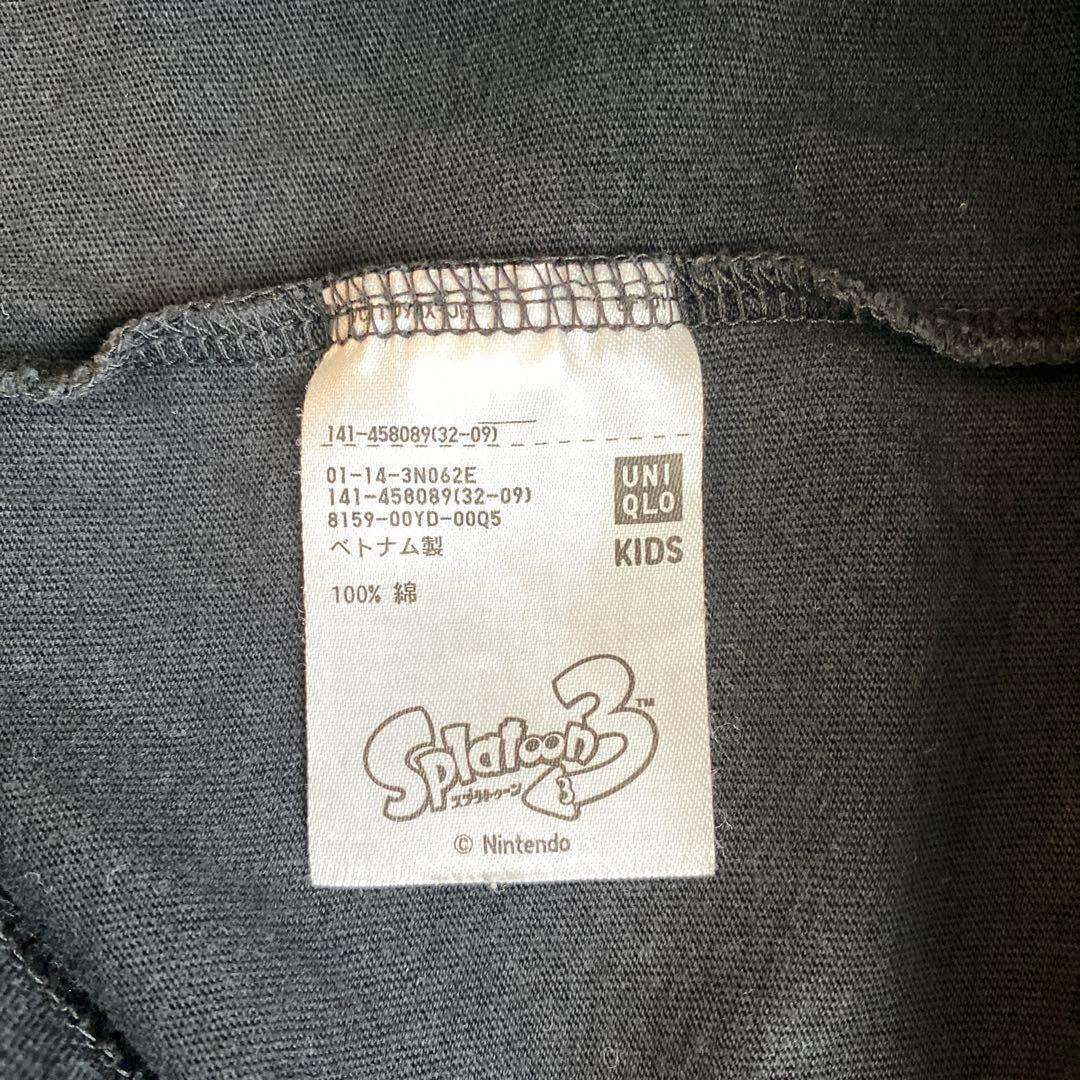 141-458089(32-09)
01-14-3N062E
141-458089(32-09)
8159-00YD-00Q5
ベトナム製
100% 綿
UNI
QLO
KIDS
Splatoon 3™
スプラトゥーン 3
© Nintendo